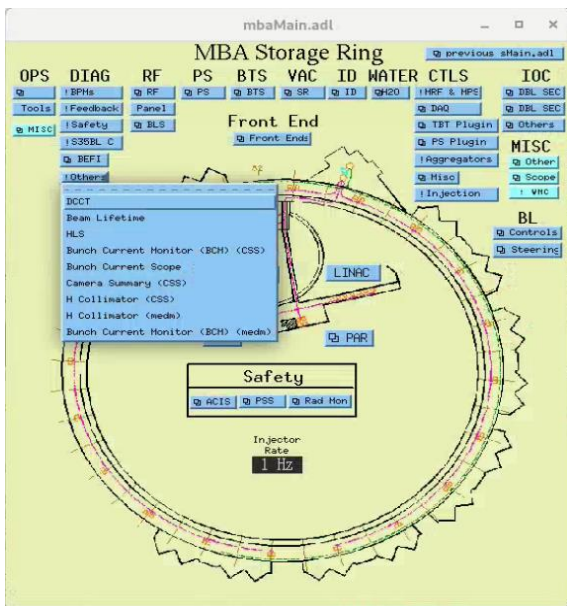 mbaMain.adl
MBA Storage Ring
previous sMain.adl
OPS DIAG RF PS BTS VAC ID WATER CTLS IOC
!BPMs RF PS BTS SR ID H2O !HRF & HPS DBL SEC
Tools !Feedback Panel DAQ DBL SEC
MISC !Safety BLS TBT Plugin Others
Front End
!S35BL C Front Ends PS Plugin MISC
BEFI !Aggregators Other
!Others Misc Scope
!Injection ! VMC
DCCT
Beam Lifetime
HLS
Bunch Current Monitor (BCM) (CSS)
Bunch Current Scope
Camera Summary (CSS)
H Collimator (CSS)
H Collimator (medm)
Bunch Current Monitor (BCM) (medm)
BL
Controls
Steering
LINAC
PAR
Safety
ACIS PSS Rad Mon
Injector
Rate
1 Hz